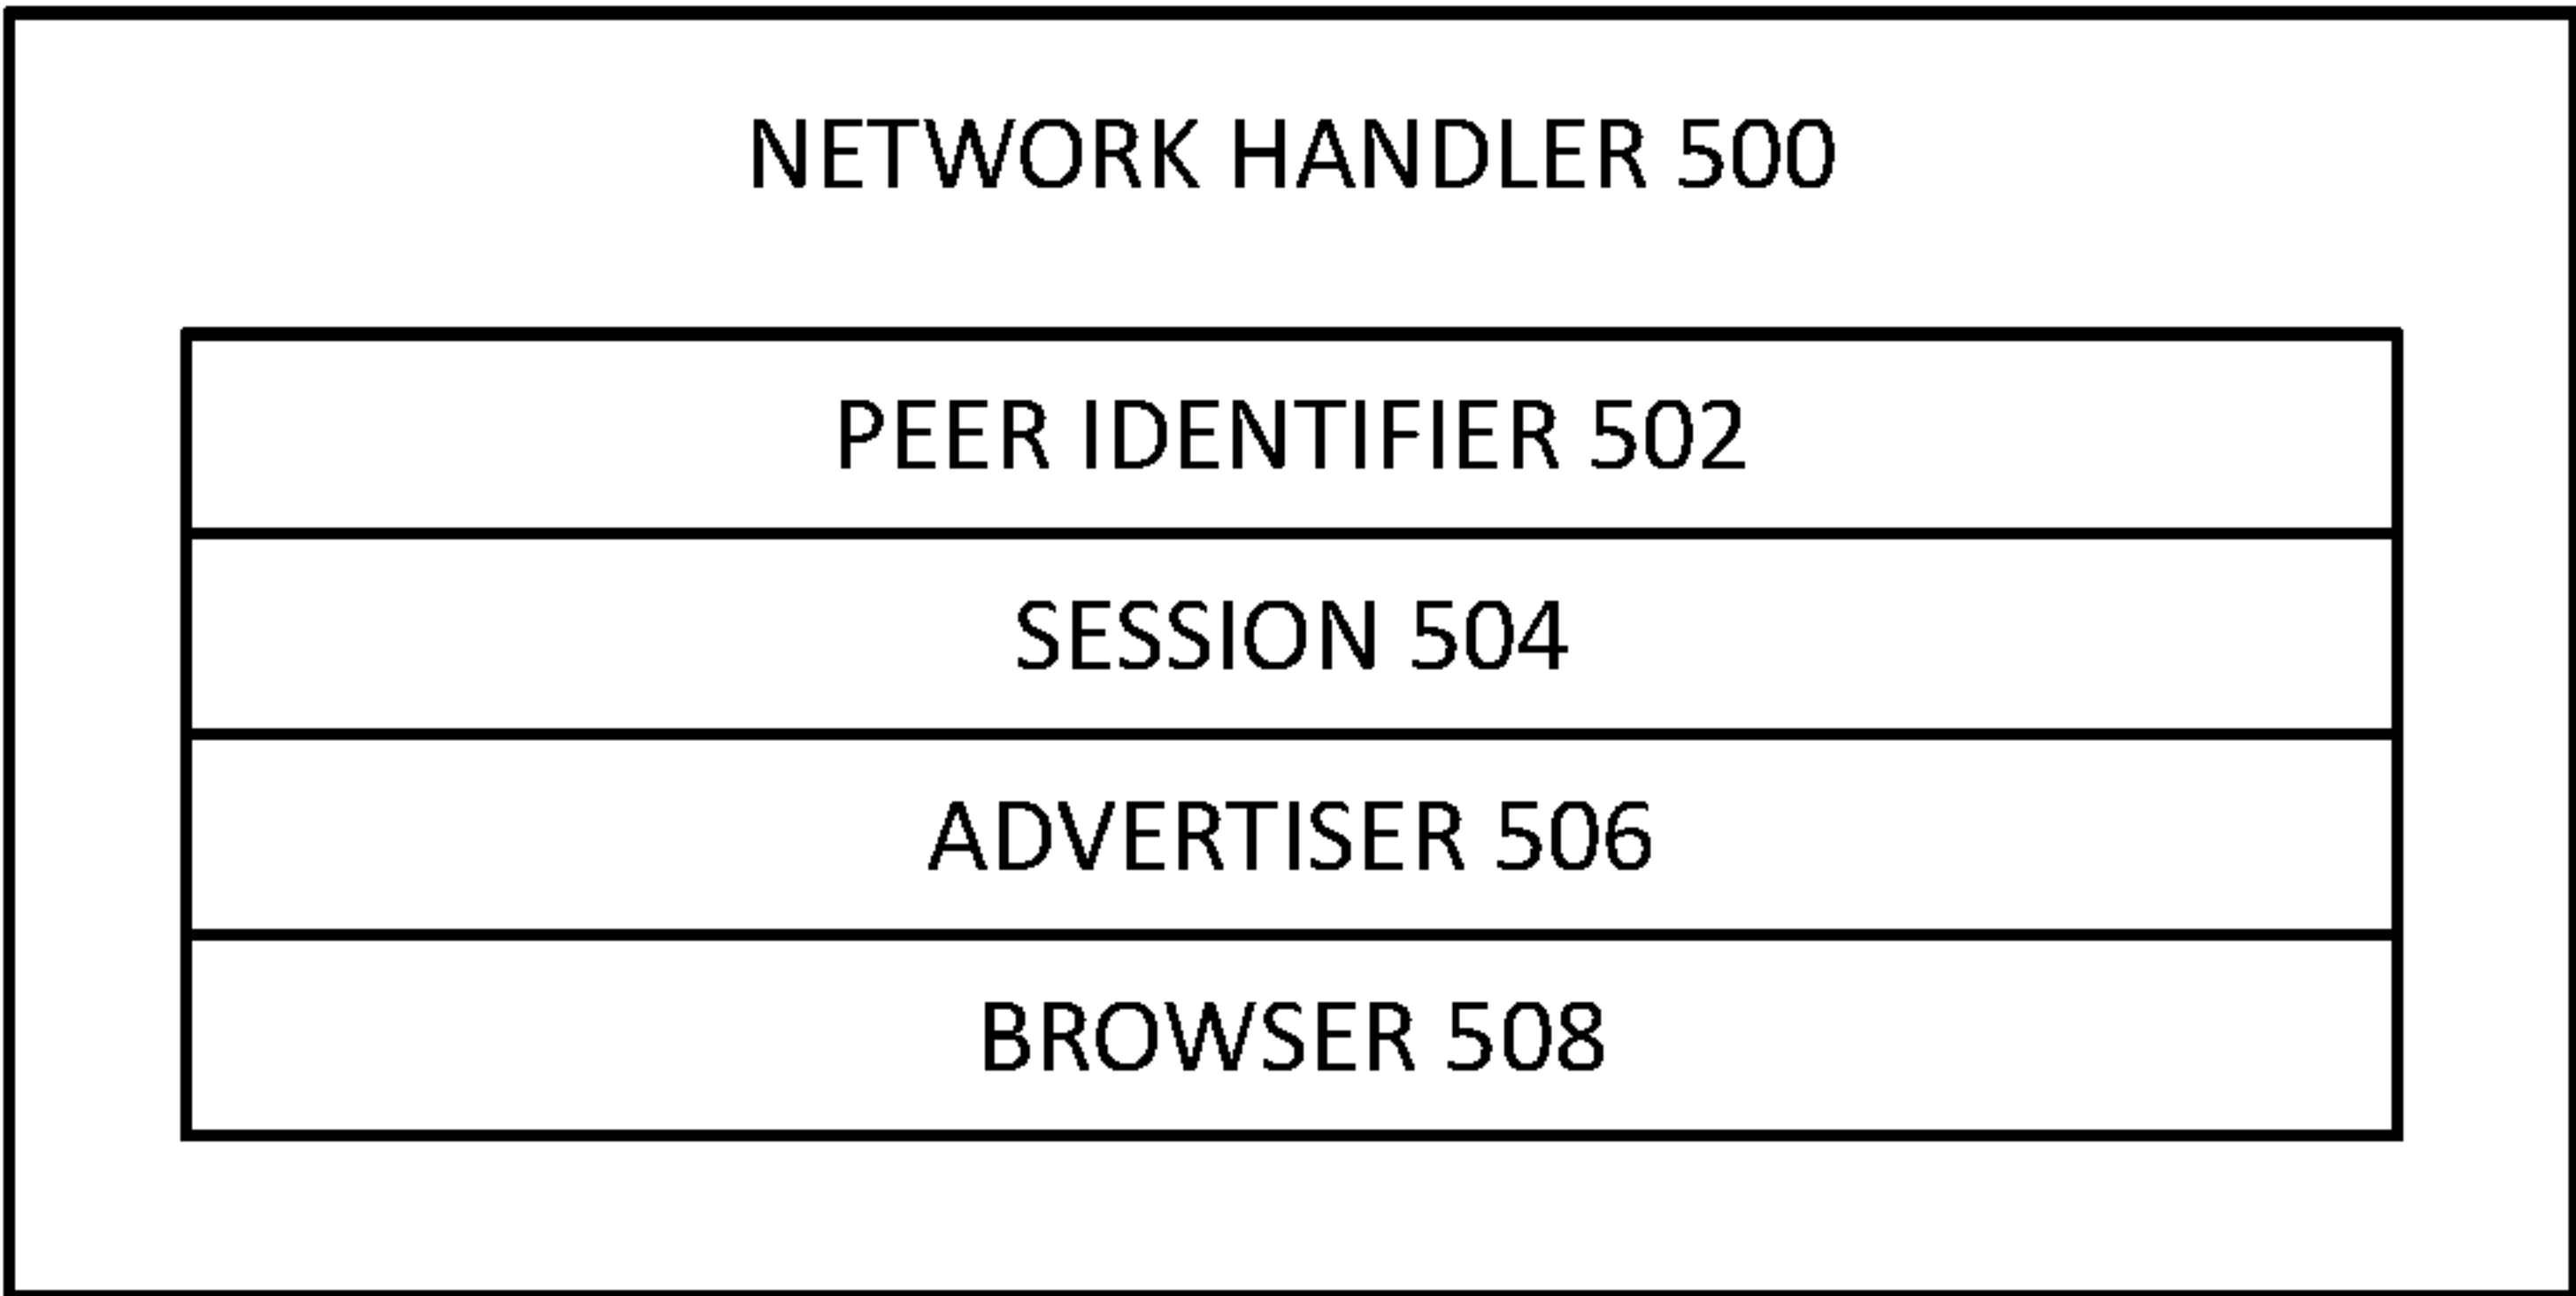 NETWORK HANDLER 500
PEER IDENTIFIER 502
SESSION 504
ADVERTISER 506
BROWSER 508